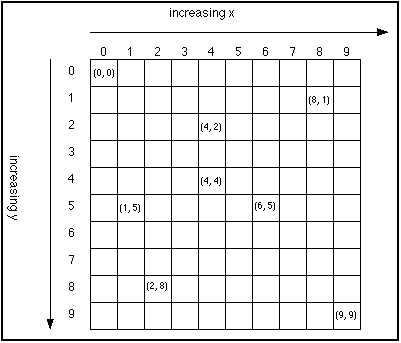 increasing x
0 1 2 3 4 5 6 7 8 9
0 (0, 0)
1 (8, 1)
2 (4, 2)
3
4 (4, 4)
5 (1, 5) (6, 5)
6
7
8 (2, 8)
9 (9, 9)
increasing y